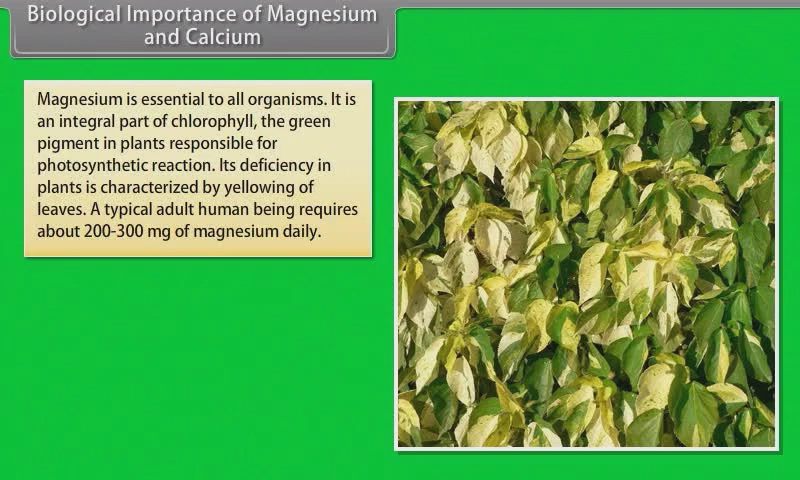 Biological Importance of Magnesium
and Calcium
Magnesium is essential to all organisms. It is
an integral part of chlorophyll, the green
pigment in plants responsible for
photosynthetic reaction. Its deficiency in
plants is characterized by yellowing of
leaves. A typical adult human being requires
about 200-300 mg of magnesium daily.